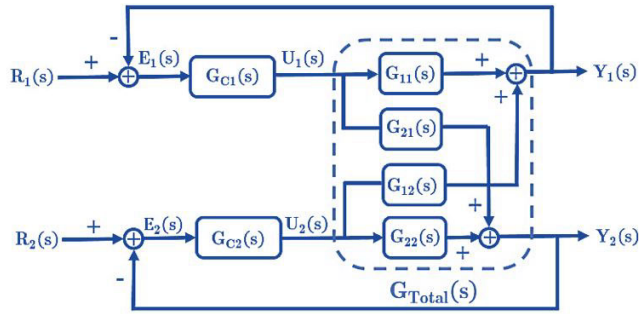 -
R₁(s) + E₁(s) G_C1(s) U₁(s) G₁₁(s) + + Y₁(s)
G₂₁(s)
G₁₂(s)
R₂(s) + E₂(s) G_C2(s) U₂(s) G₂₂(s) + + Y₂(s)
-
G_Total(s)